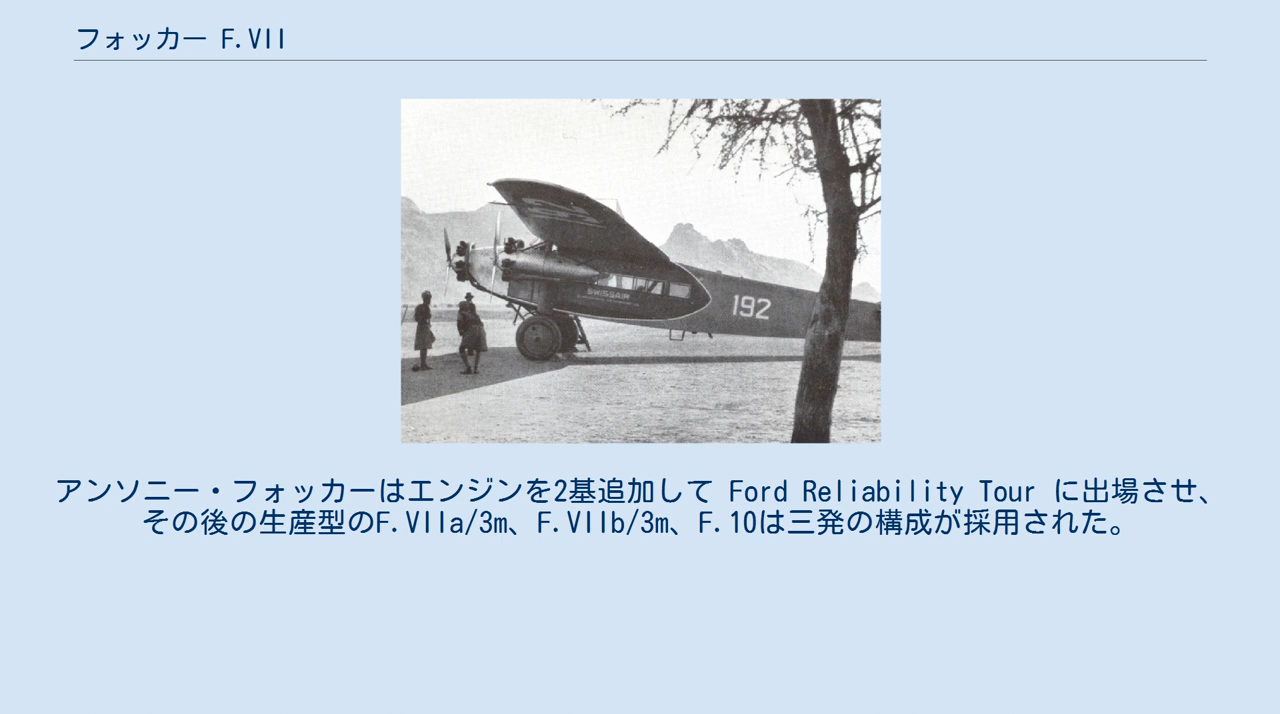 フォッカー F.VII
SWISSAIR
192
アンソニー・フォッカーはエンジンを2基追加して Ford Reliability Tour に出場させ、
その後の生産型のF.VIIa/3m、F.VIIb/3m、F.10は三発の構成が採用された。